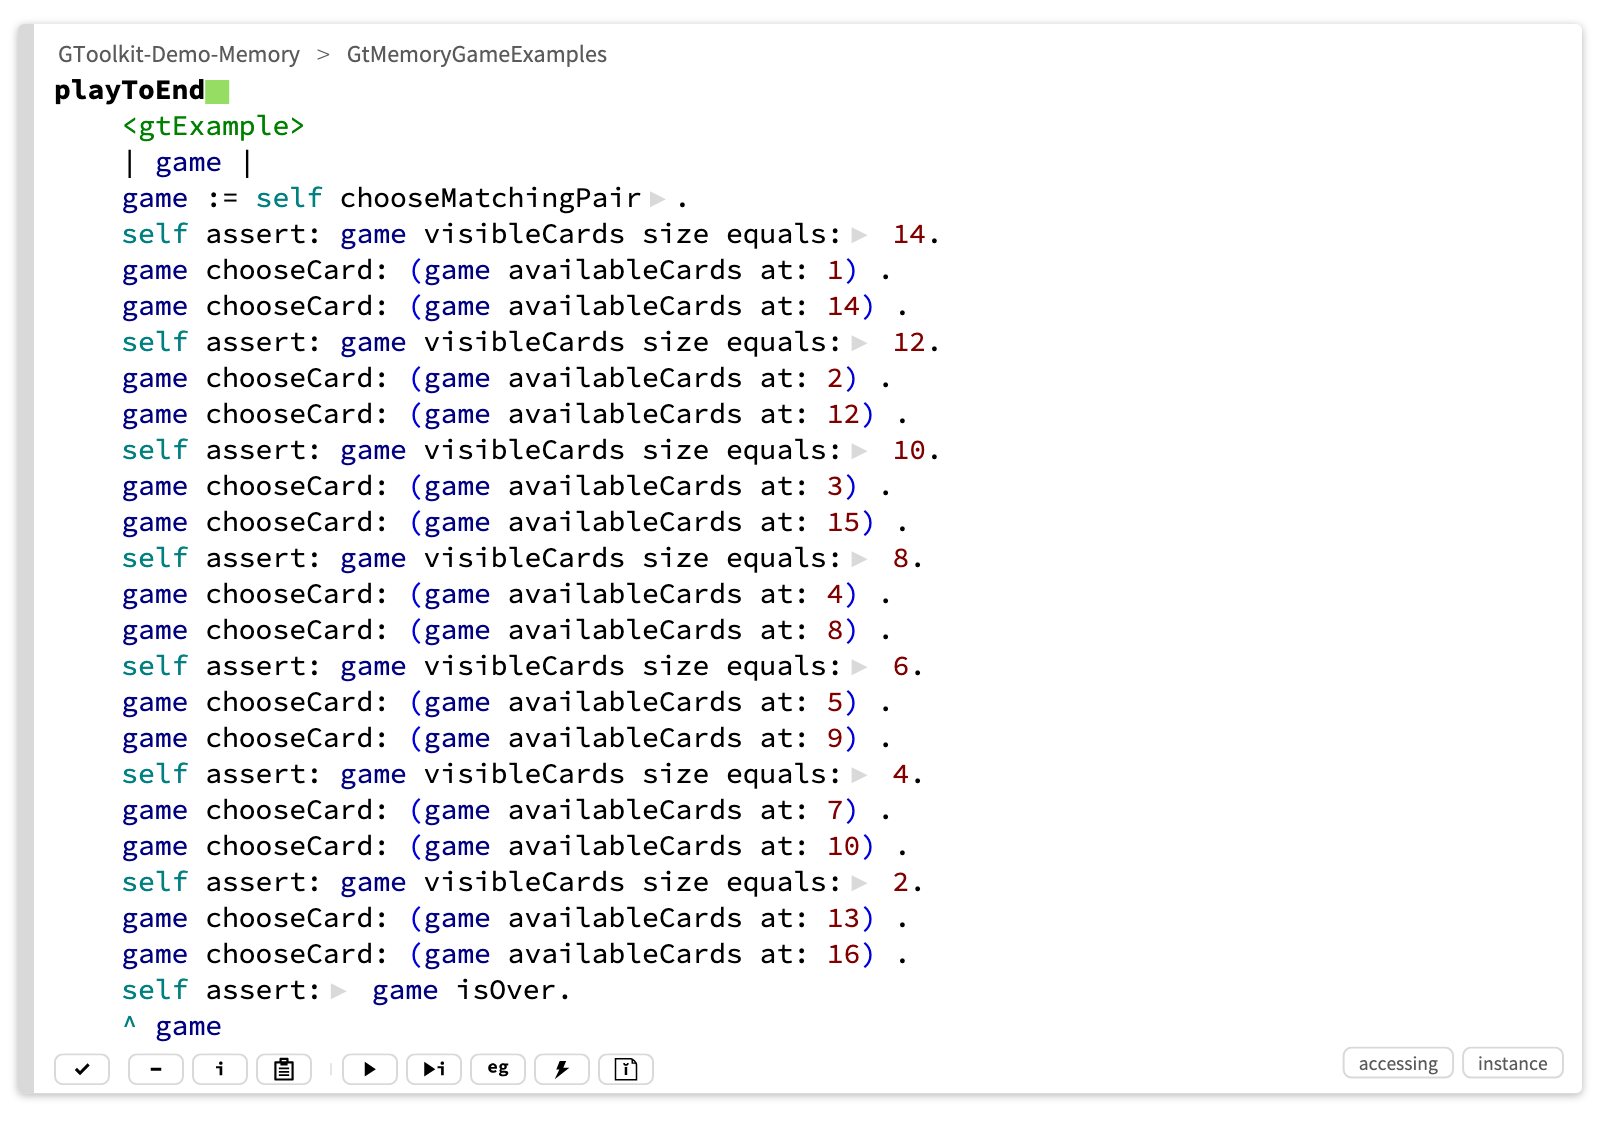 GToolkit-Demo-Memory > GtMemoryGameExamples
playToEnd
<gtExample>
| game |
game := self chooseMatchingPair ▶ .
self assert: game visibleCards size equals: ▶ 14.
game chooseCard: (game availableCards at: 1) .
game chooseCard: (game availableCards at: 14) .
self assert: game visibleCards size equals: ▶ 12.
game chooseCard: (game availableCards at: 2) .
game chooseCard: (game availableCards at: 12) .
self assert: game visibleCards size equals: ▶ 10.
game chooseCard: (game availableCards at: 3) .
game chooseCard: (game availableCards at: 15) .
self assert: game visibleCards size equals: ▶ 8.
game chooseCard: (game availableCards at: 4) .
game chooseCard: (game availableCards at: 8) .
self assert: game visibleCards size equals: ▶ 6.
game chooseCard: (game availableCards at: 5) .
game chooseCard: (game availableCards at: 9) .
self assert: game visibleCards size equals: ▶ 4.
game chooseCard: (game availableCards at: 7) .
game chooseCard: (game availableCards at: 10) .
self assert: game visibleCards size equals: ▶ 2.
game chooseCard: (game availableCards at: 13) .
game chooseCard: (game availableCards at: 16) .
self assert: ▶ game isOver.
^ game
i ▶i eg i accessing instance